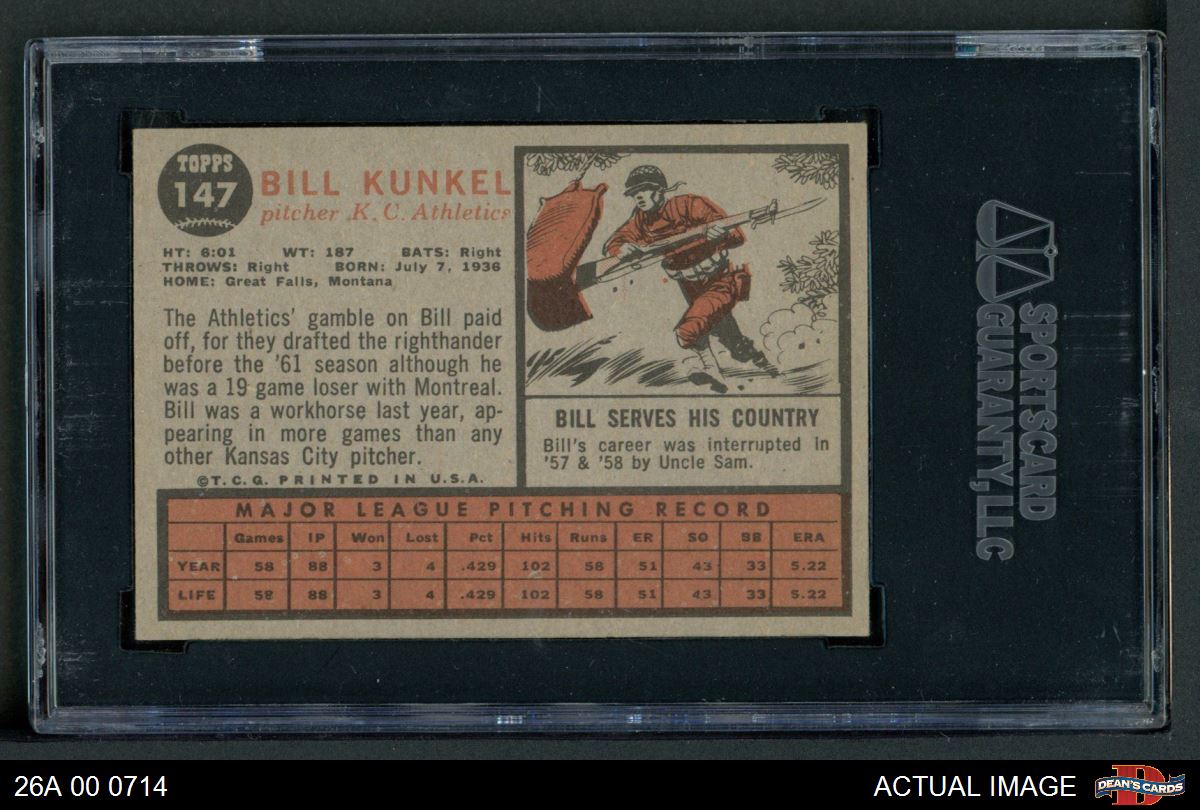 TOPPS
147
BILL KUNKEL
pitcher K. C. Athletics
HT: 6:01 WT: 187 BATS: Right
THROWS: Right BORN: July 7, 1936
HOME: Great Falls, Montana
The Athletics' gamble on Bill paid
off, for they drafted the righthander
before the '61 season although he
was a 19 game loser with Montreal.
Bill was a workhorse last year, ap-
pearing in more games than any
other Kansas City pitcher.
©T. C. G. PRINTED IN U.S.A.
BILL SERVES HIS COUNTRY
Bill's career was interrupted in
'57 & '58 by Uncle Sam.
MAJOR LEAGUE PITCHING RECORD
Games IP Won Lost Pct Hits Runs ER SO BB ERA
YEAR 58 88 3 4 .429 102 58 51 43 33 5.22
LIFE 58 88 3 4 .429 102 58 51 43 33 5.22
SPORTSCARD
GUARANTY, LLC
26A 00 0714
ACTUAL IMAGE
D
DEAN'S CARDS